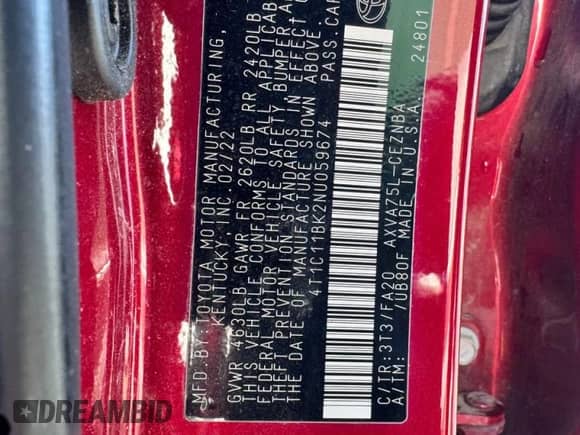 MFD BY: TOYOTA MOTOR MANUFACTURING,
KENTUCKY, INC 02/22
GVWR 4630LB GAWR FR 2620LB RR 2420LB
THIS VEHICLE CONFORMS TO ALL APPLICAB
FEDERAL MOTOR VEHICLE SAFETY, BUMPER A
THEFT PREVENTION STANDARDS IN EFFECT O
THE DATE OF MANUFACTURE SHOWN ABOVE.
4T1C11BK2NU059674 PASS.CAR
C/TR:3T3/FA20 AXVA75L-CEZNBA
A/TM: /UB80F MADE IN U.S.A. 24801
DREAMBID